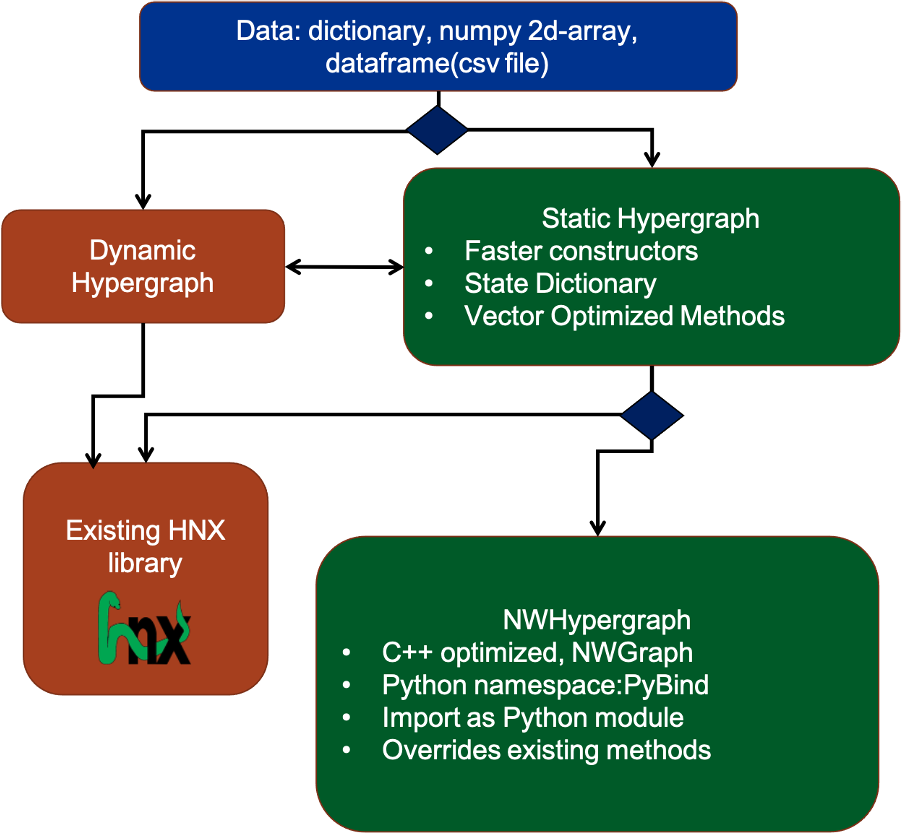 Data: dictionary, numpy 2d-array,
dataframe(csv file)
Static Hypergraph
• Faster constructors
• State Dictionary
• Vector Optimized Methods
Dynamic
Hypergraph
Existing HNX
library
hnx
NWHypergraph
• C++ optimized, NWGraph
• Python namespace:PyBind
• Import as Python module
• Overrides existing methods